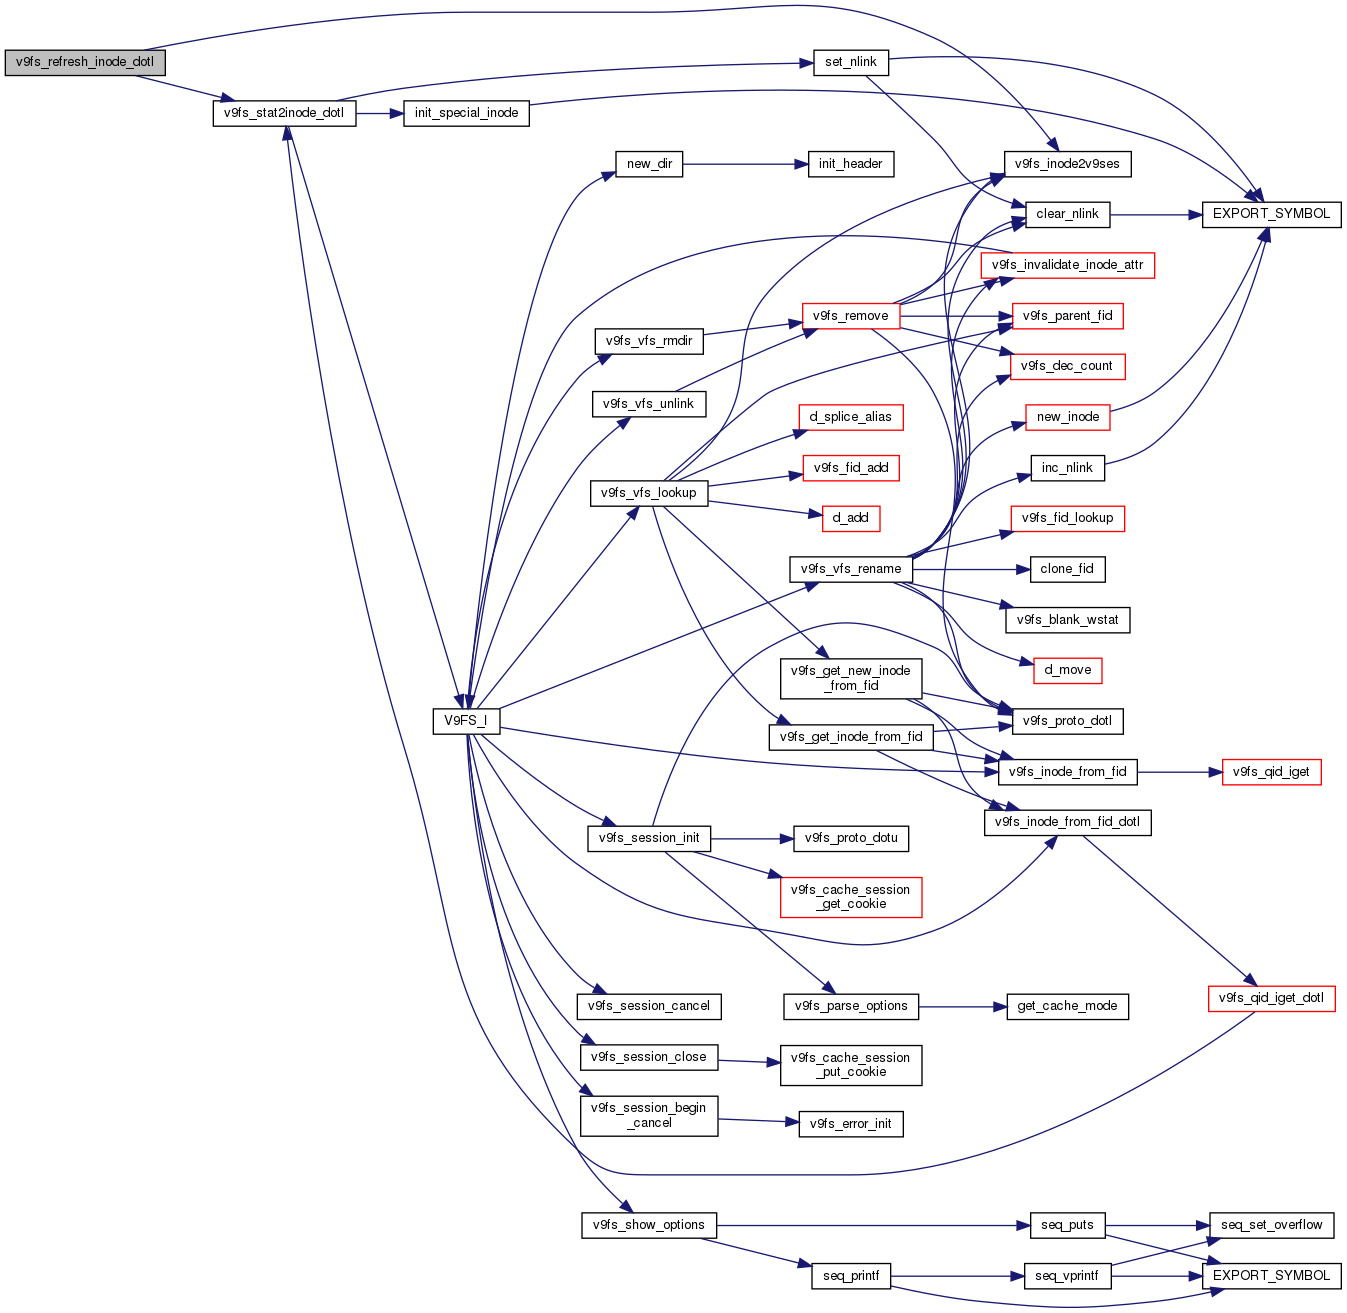 v9fs_refresh_inode_dotl
set_nlink
v9fs_stat2inode_dotl
init_special_inode
new_dir
init_header
v9fs_inode2v9ses
clear_nlink
EXPORT_SYMBOL
v9fs_invalidate_inode_attr
v9fs_remove
v9fs_parent_fid
v9fs_vfs_rmdir
v9fs_dec_count
v9fs_vfs_unlink
d_splice_alias
new_inode
v9fs_fid_add
inc_nlink
v9fs_vfs_lookup
d_add
v9fs_fid_lookup
v9fs_vfs_rename
clone_fid
v9fs_blank_wstat
v9fs_get_new_inode
_from_fid
d_move
V9FS_I
v9fs_proto_dotl
v9fs_get_inode_from_fid
v9fs_inode_from_fid
v9fs_qid_iget
v9fs_inode_from_fid_dotl
v9fs_session_init
v9fs_proto_dotu
v9fs_cache_session
_get_cookie
v9fs_session_cancel
v9fs_parse_options
get_cache_mode
v9fs_qid_iget_dotl
v9fs_session_close
v9fs_cache_session
_put_cookie
v9fs_session_begin
_cancel
v9fs_error_init
v9fs_show_options
seq_puts
seq_set_overflow
seq_printf
seq_vprintf
EXPORT_SYMBOL